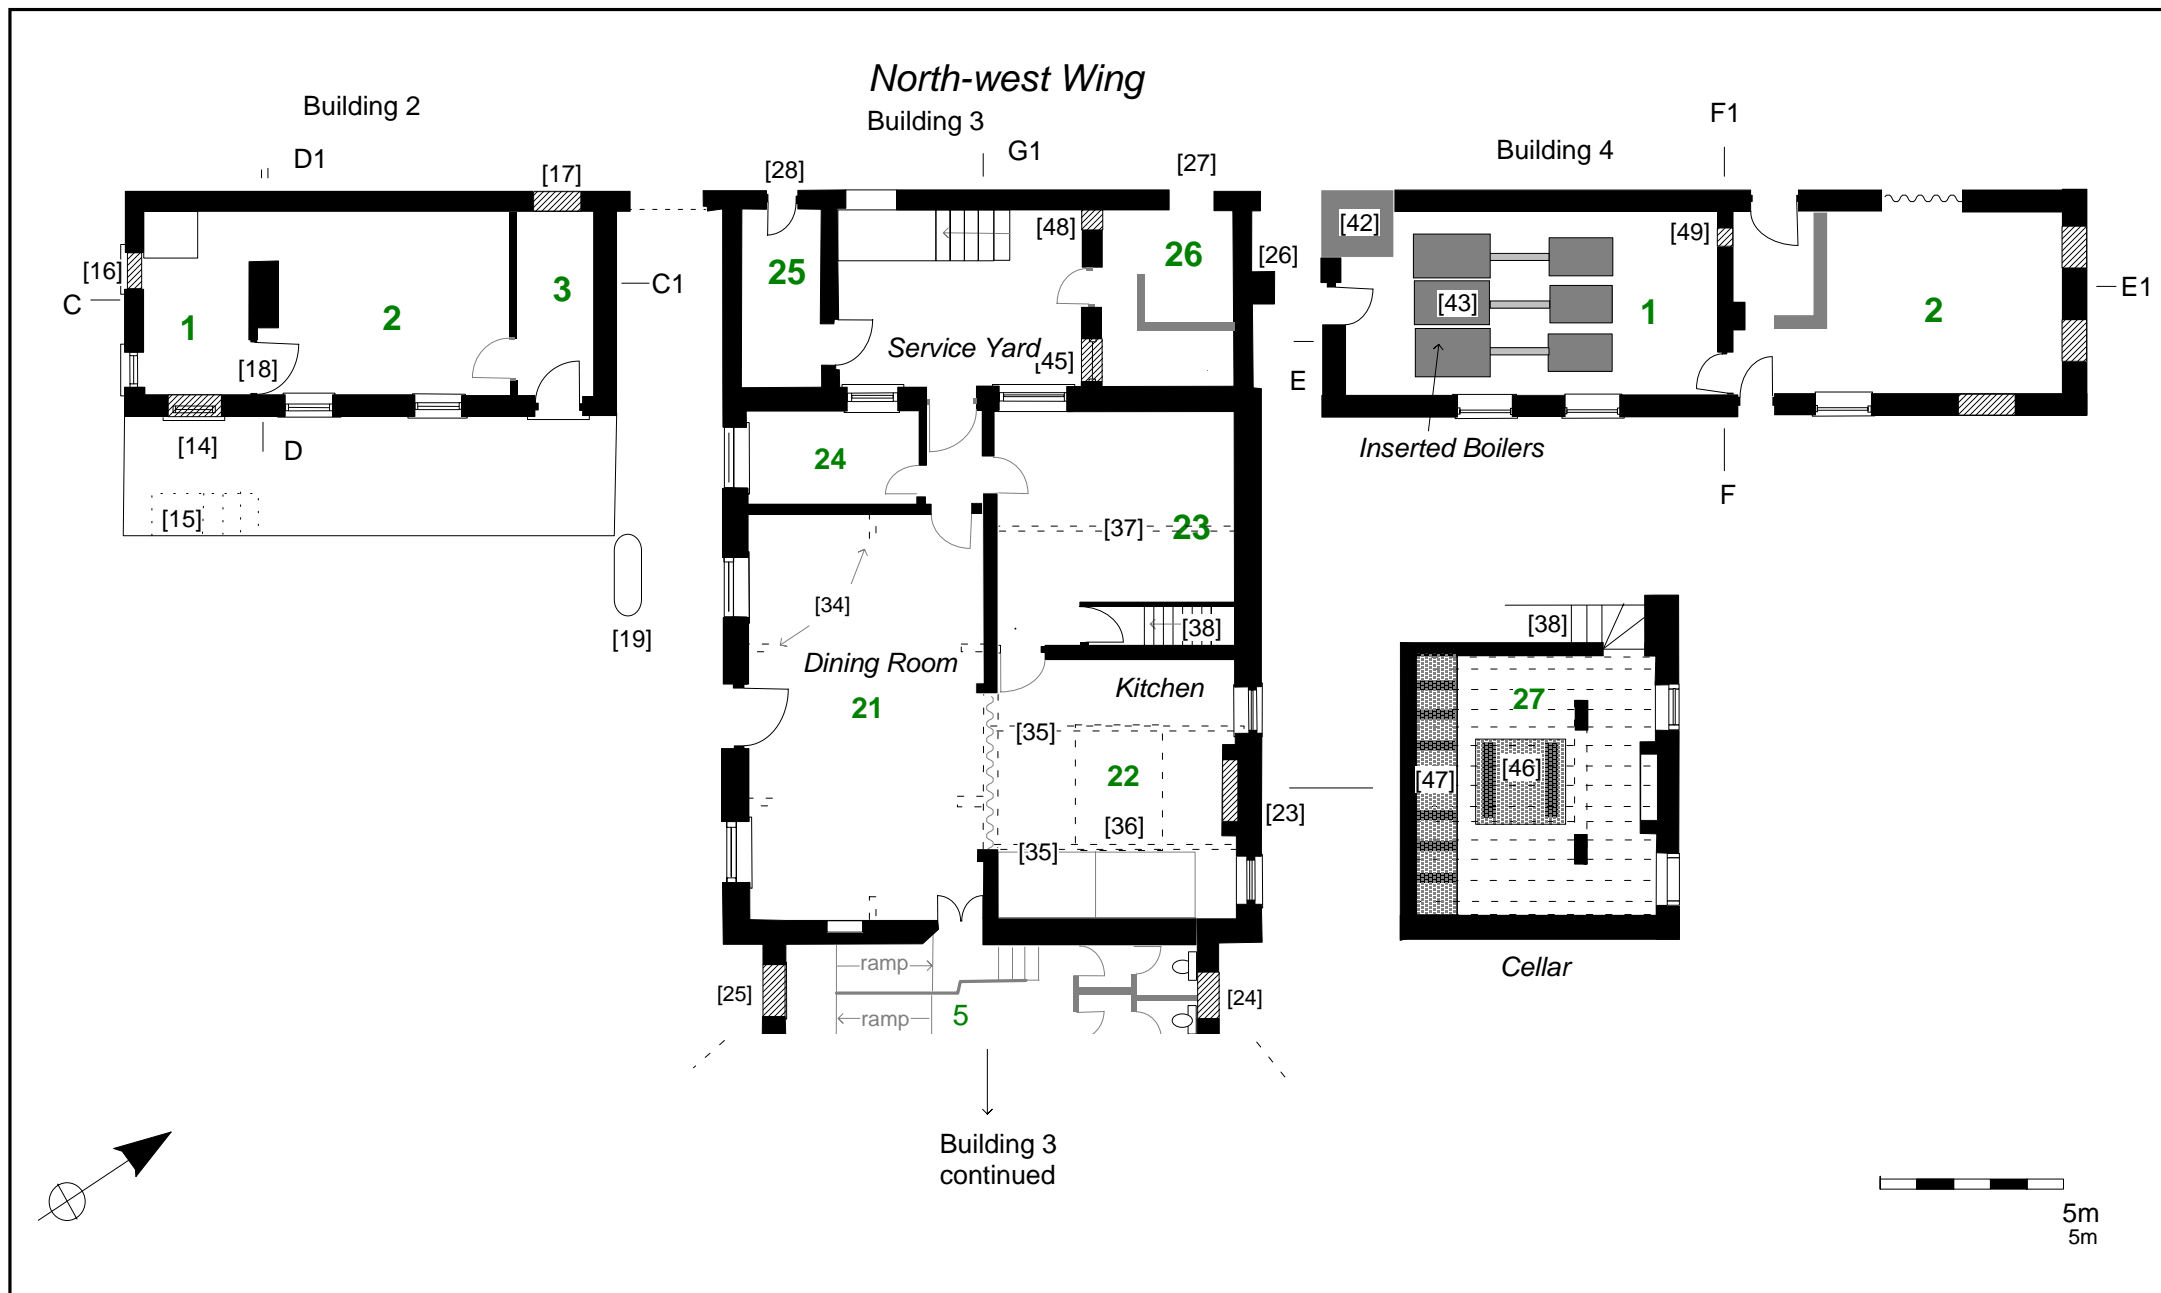 North-west Wing
Building 2
Building 3
Building 4
F1
D1
G1
[28]
[27]
[17]
[16]
C
C1
1
2
3
[18]
[14]
D
[15]
[19]
25
[48]
26
[26]
Service Yard
[45]
24
[37]
23
[34]
[38]
Dining Room
21
Kitchen
[35]
22
[36]
[35]
[23]
[25]
ramp
ramp
5
[24]
Building 3
continued
[42]
[43]
1
[49]
2
E
E1
Inserted Boilers
F
[38]
27
[47]
[46]
Cellar
5m
5m